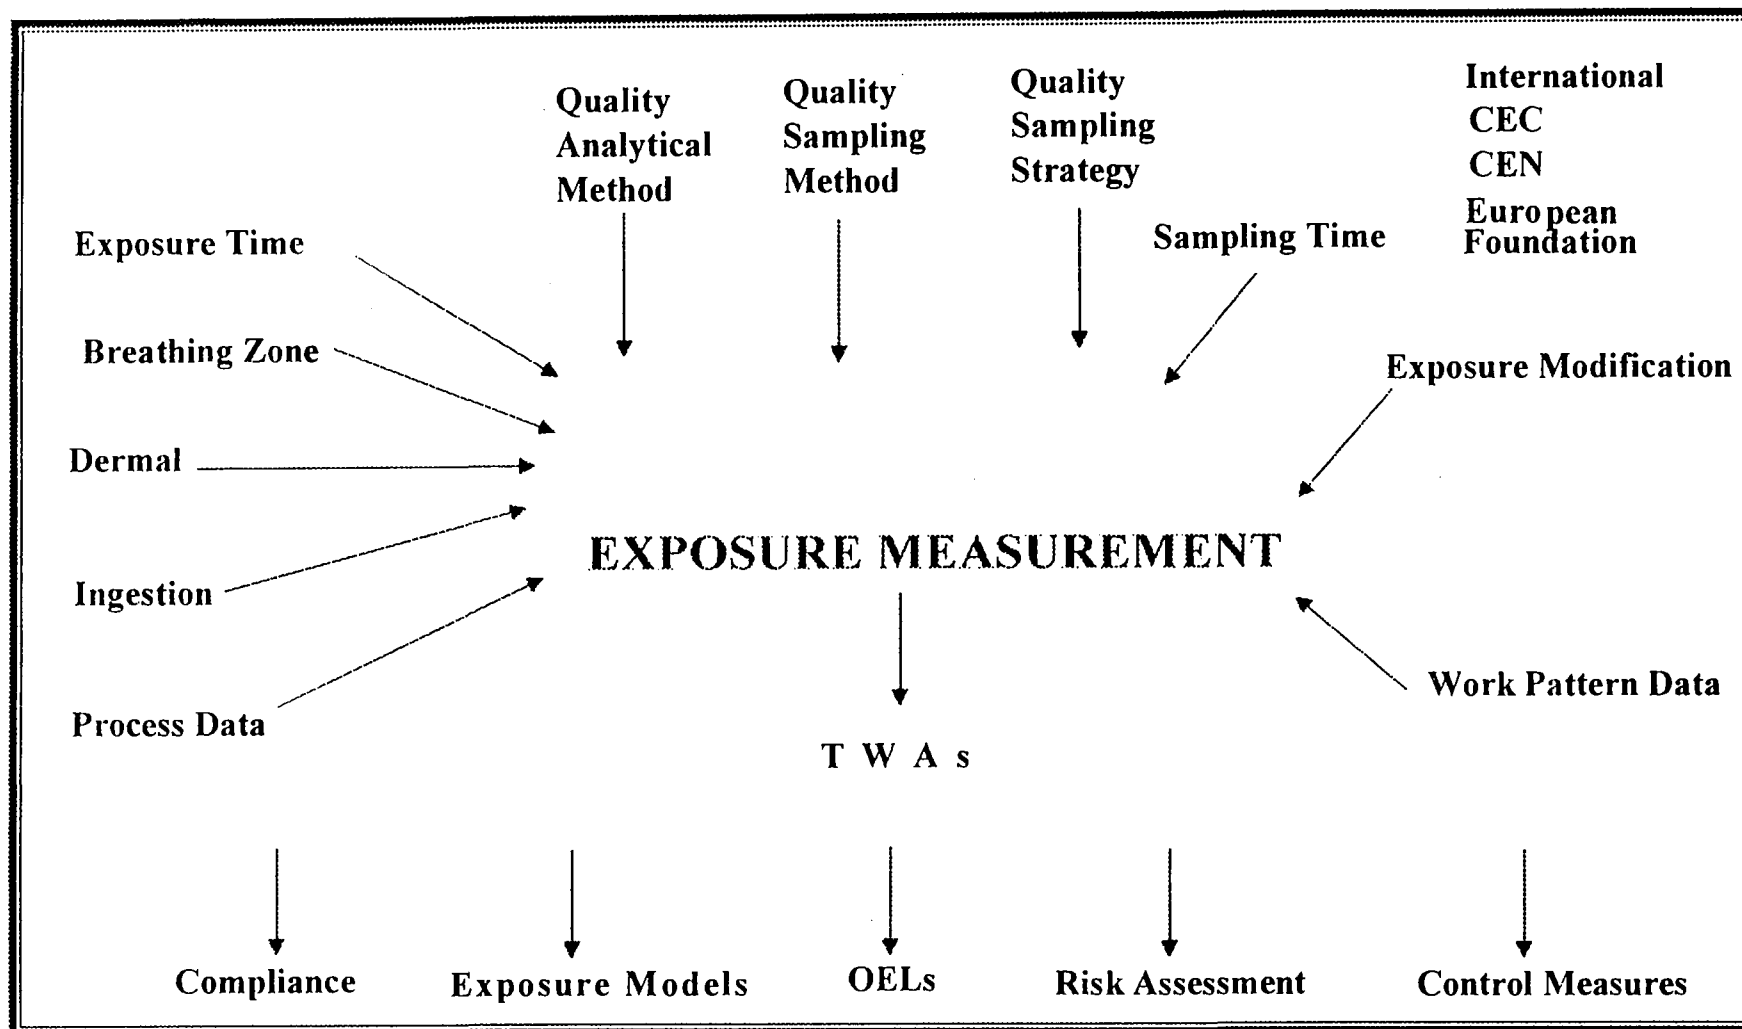 Quality
Analytical
Method
Quality
Sampling
Method
Quality
Sampling
Strategy
International
CEC
CEN
European
Foundation
Exposure Time
Sampling Time
Breathing Zone
Exposure Modification
Dermal
EXPOSURE MEASUREMENT
Ingestion
Work Pattern Data
Process Data
T W A s
Compliance
Exposure Models
OELs
Risk Assessment
Control Measures